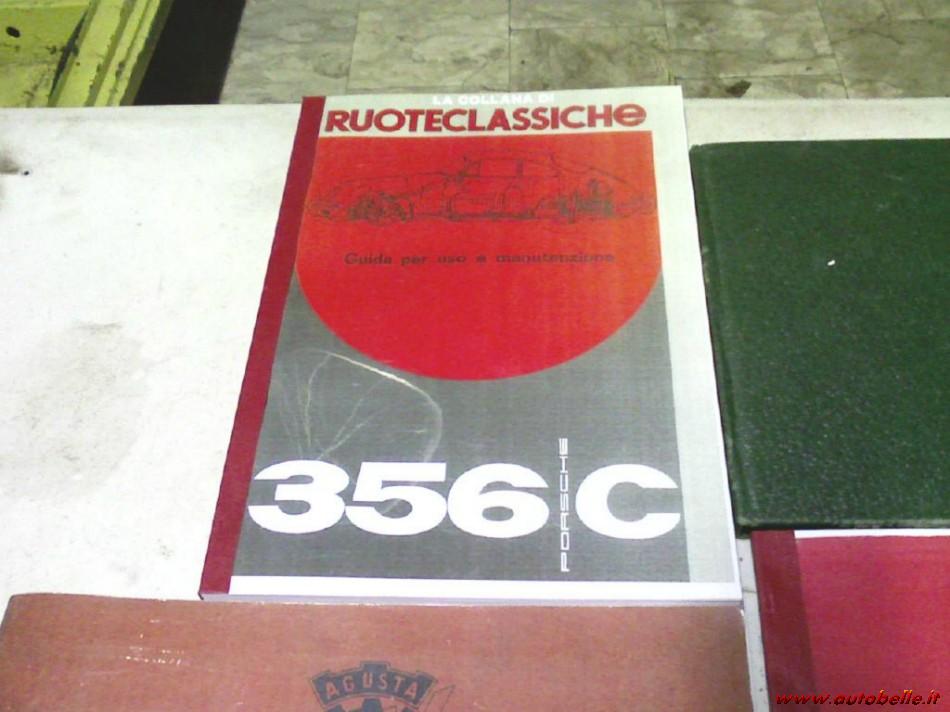 LA COLLANA DI
RUOTECLASSICHe
Guida per uso e manutenzione
356 PORSCHE C
AGUSTA
www.autobelle.it